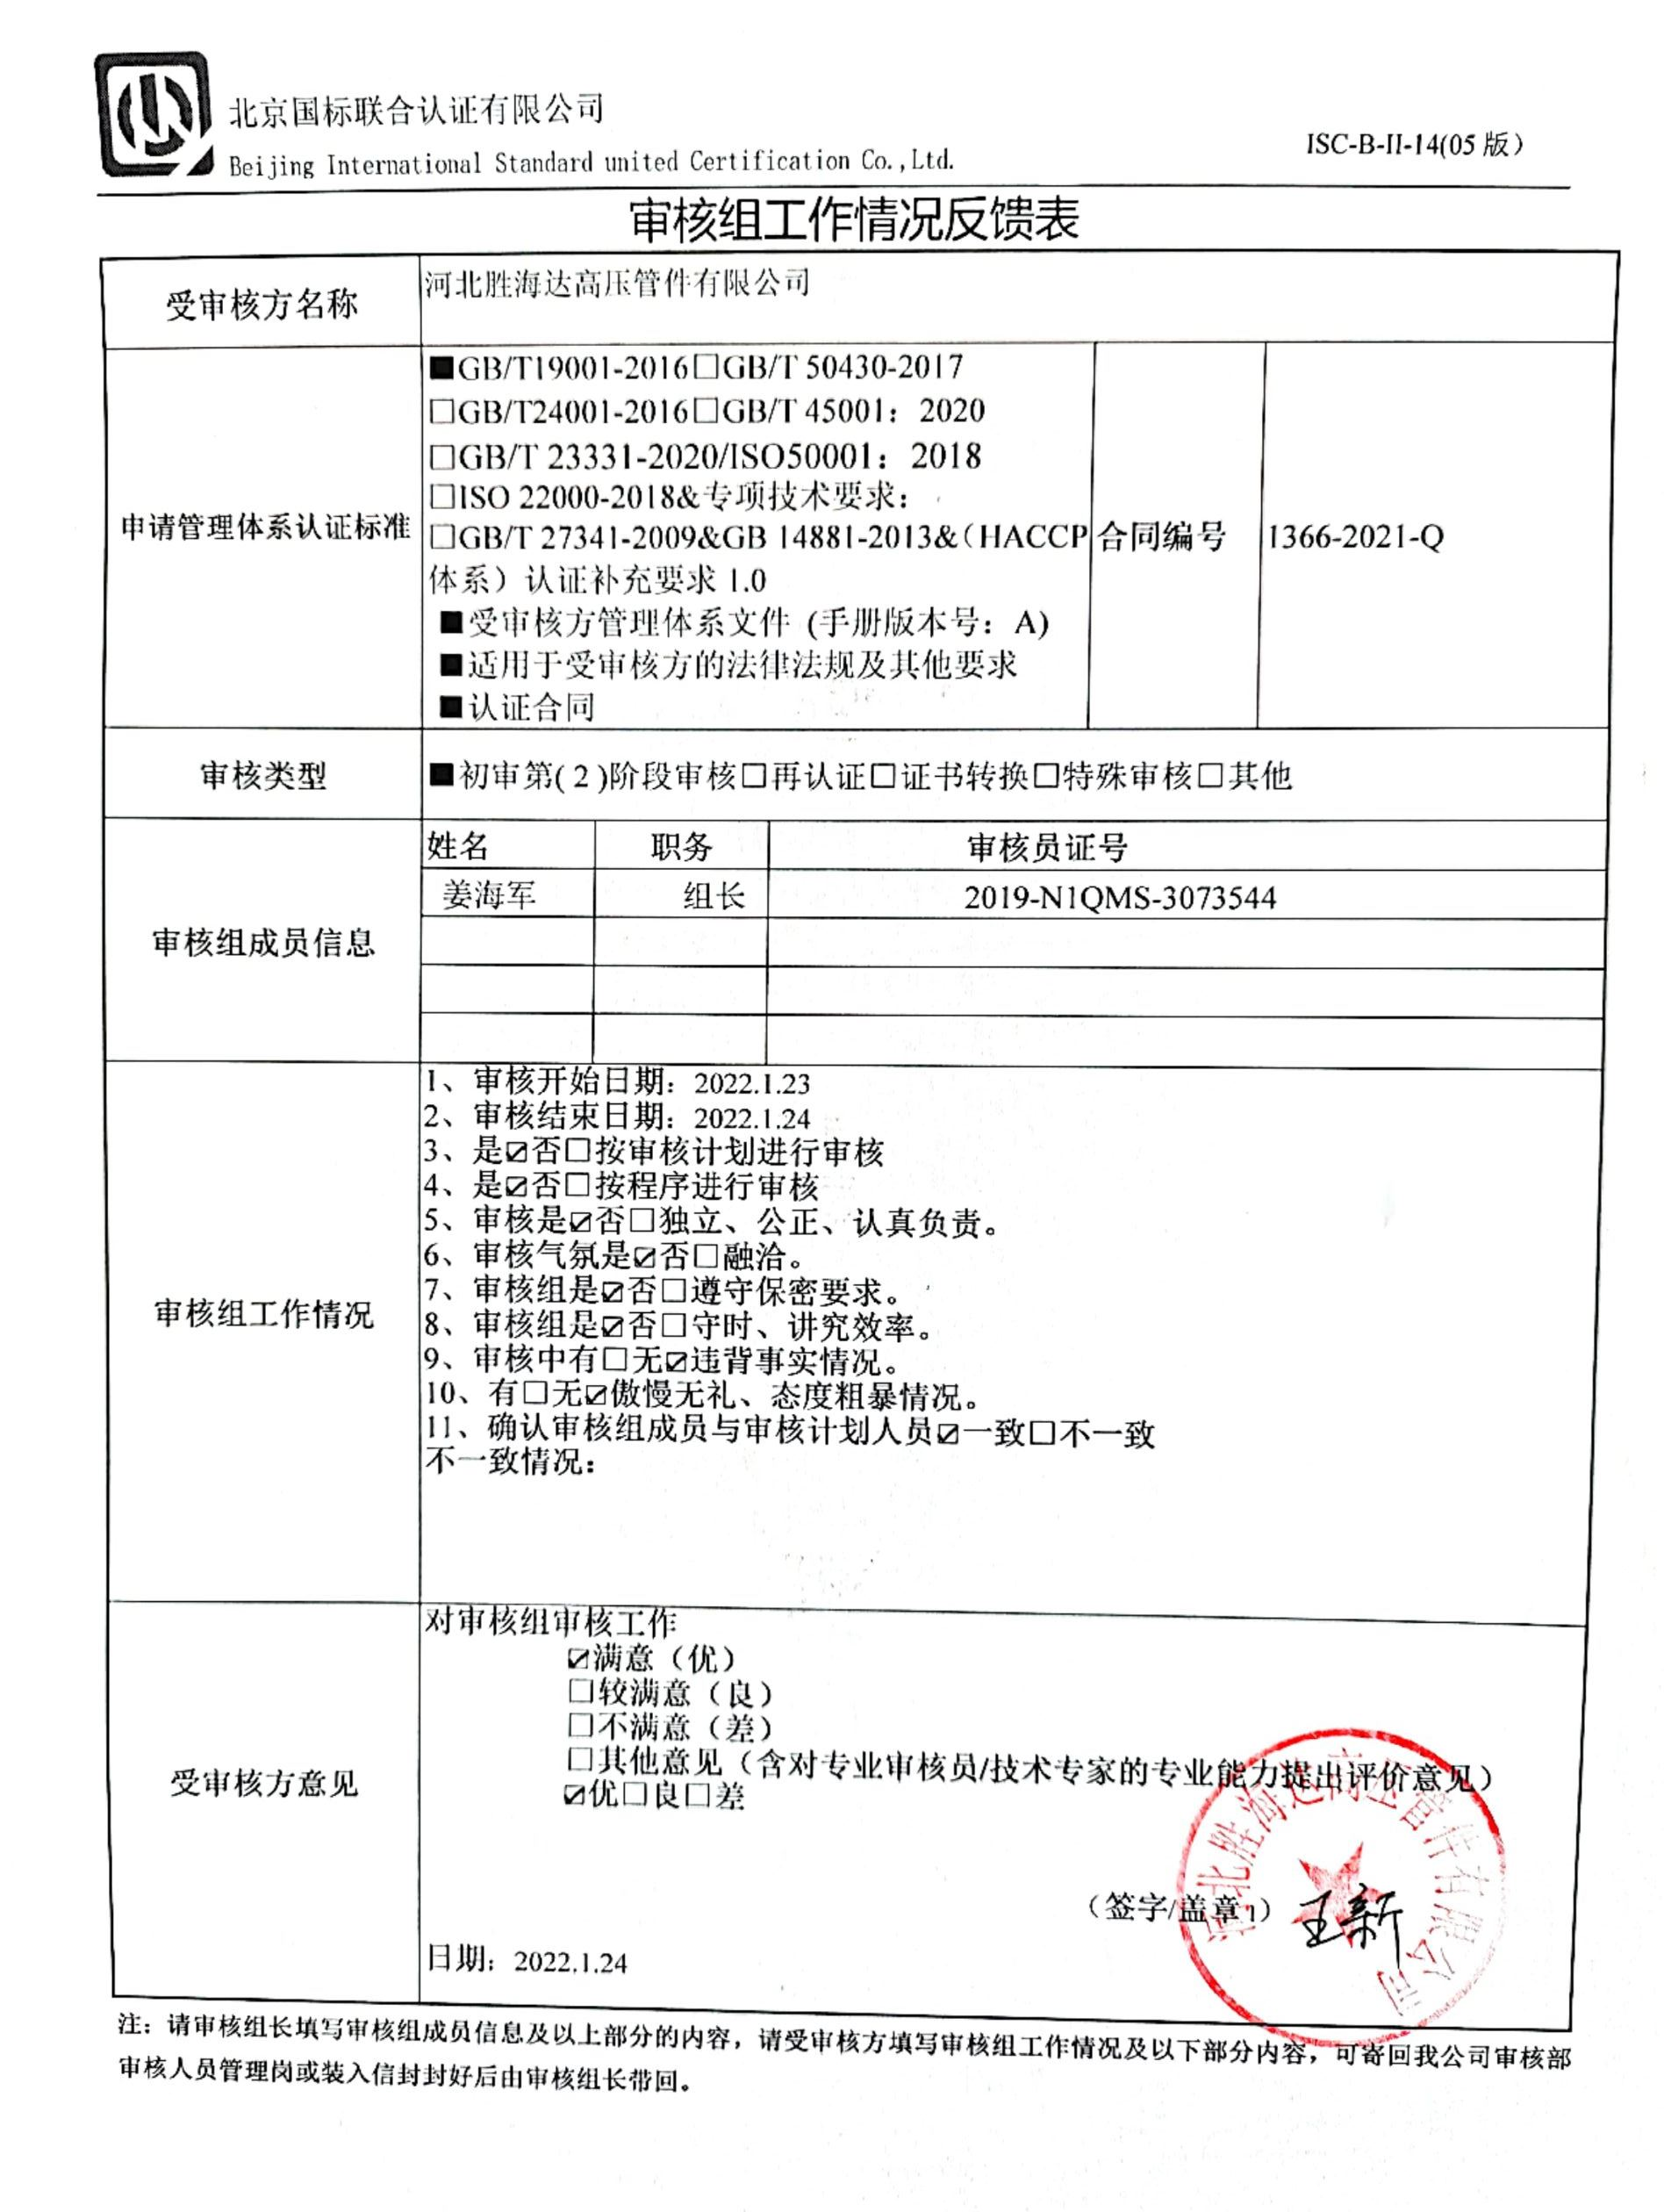 北京国标联合认证有限公司
Beijing International Standard united Certification Co.,Ltd.
ISC-B-II-14(05 版）
审核组工作情况反馈表
受审核方名称
河北胜海达高压管件有限公司
申请管理体系认证标准
■GB/T19001-2016□GB/T 50430-2017
□GB/T24001-2016□GB/T 45001：2020
□GB/T 23331-2020/ISO50001：2018
□ISO 22000-2018&专项技术要求：
□GB/T 27341-2009&GB 14881-2013&（HACCP
体系）认证补充要求 1.0
■受审核方管理体系文件 (手册版本号：A)
■适用于受审核方的法律法规及其他要求
■认证合同
合同编号
1366-2021-Q
审核类型
■初审第( 2 )阶段审核□再认证□证书转换□特殊审核□其他
审核组成员信息
姓名 职务 审核员证号
姜海军 组长 2019-N1QMS-3073544
审核组工作情况
1、审核开始日期：2022.1.23
2、审核结束日期：2022.1.24
3、是☑否□按审核计划进行审核
4、是☑否□按程序进行审核
5、审核是☑否□独立、公正、认真负责。
6、审核气氛是☑否□融洽。
7、审核组是☑否□遵守保密要求。
8、审核组是☑否□守时、讲究效率。
9、审核中有□无☑违背事实情况。
10、有□无☑傲慢无礼、态度粗暴情况。
11、确认审核组成员与审核计划人员☑一致□不一致
不一致情况：
受审核方意见
对审核组审核工作
☑满意（优）
□较满意（良）
□不满意（差）
□其他意见（含对专业审核员/技术专家的专业能力提出评价意见）
☑优□良□差
（签字/盖章）
王新
河北胜海达高压管件有限公司
日期：2022.1.24
注：请审核组长填写审核组成员信息及以上部分的内容，请受审核方填写审核组工作情况及以下部分内容，可寄回我公司审核部
审核人员管理岗或装入信封封好后由审核组长带回。